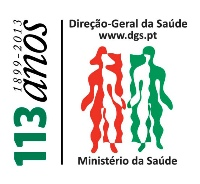 113 anos
1899-2013
Direção-Geral da Saúde
www.dgs.pt
Ministério da Saúde